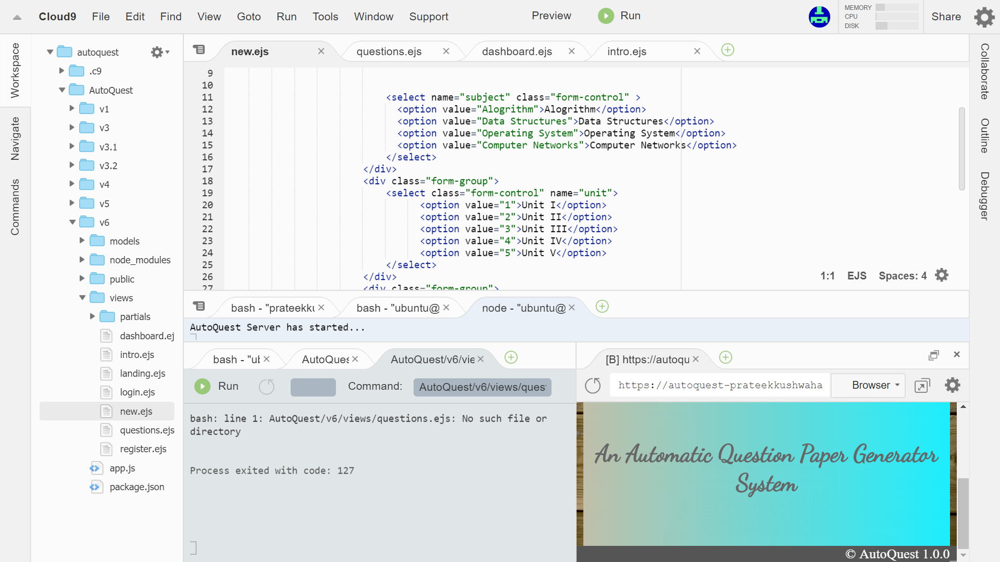 Cloud9 File Edit Find View Goto Run Tools Window Support Preview Run MEMORY CPU DISK Share
Workspace
Navigate
Commands
autoquest
.c9
AutoQuest
v1
v3
v3.1
v3.2
v4
v5
v6
models
node_modules
public
views
partials
dashboard.ej
intro.ejs
landing.ejs
login.ejs
new.ejs
questions.ejs
register.ejs
app.js
package.json
new.ejs questions.ejs dashboard.ejs intro.ejs
9
10
11 <select name="subject" class="form-control" >
12 <option value="Alogrithm">Alogrithm</option>
13 <option value="Data Structures">Data Structures</option>
14 <option value="Operating System">Operating System</option>
15 <option value="Computer Networks">Computer Networks</option>
16 </select>
17 </div>
18 <div class="form-group">
19 <select class="form-control" name="unit">
20 <option value="1">Unit I</option>
21 <option value="2">Unit II</option>
22 <option value="3">Unit III</option>
23 <option value="4">Unit IV</option>
24 <option value="5">Unit V</option>
25 </select>
26 </div>
27 <div class="form-group">
1:1 EJS Spaces: 4
bash - "prateekku bash - "ubuntu@ node - "ubuntu@
AutoQuest Server has started...
bash - "ub AutoQues AutoQuest/v6/vie
Run Command: AutoQuest/v6/views/ques
bash: line 1: AutoQuest/v6/views/questions.ejs: No such file or
directory
Process exited with code: 127
[B] https://autoqu
https://autoquest-prateekkushwaha Browser
An Automatic Question Paper Generator
System
© AutoQuest 1.0.0_
Collaborate
Outline
Debugger